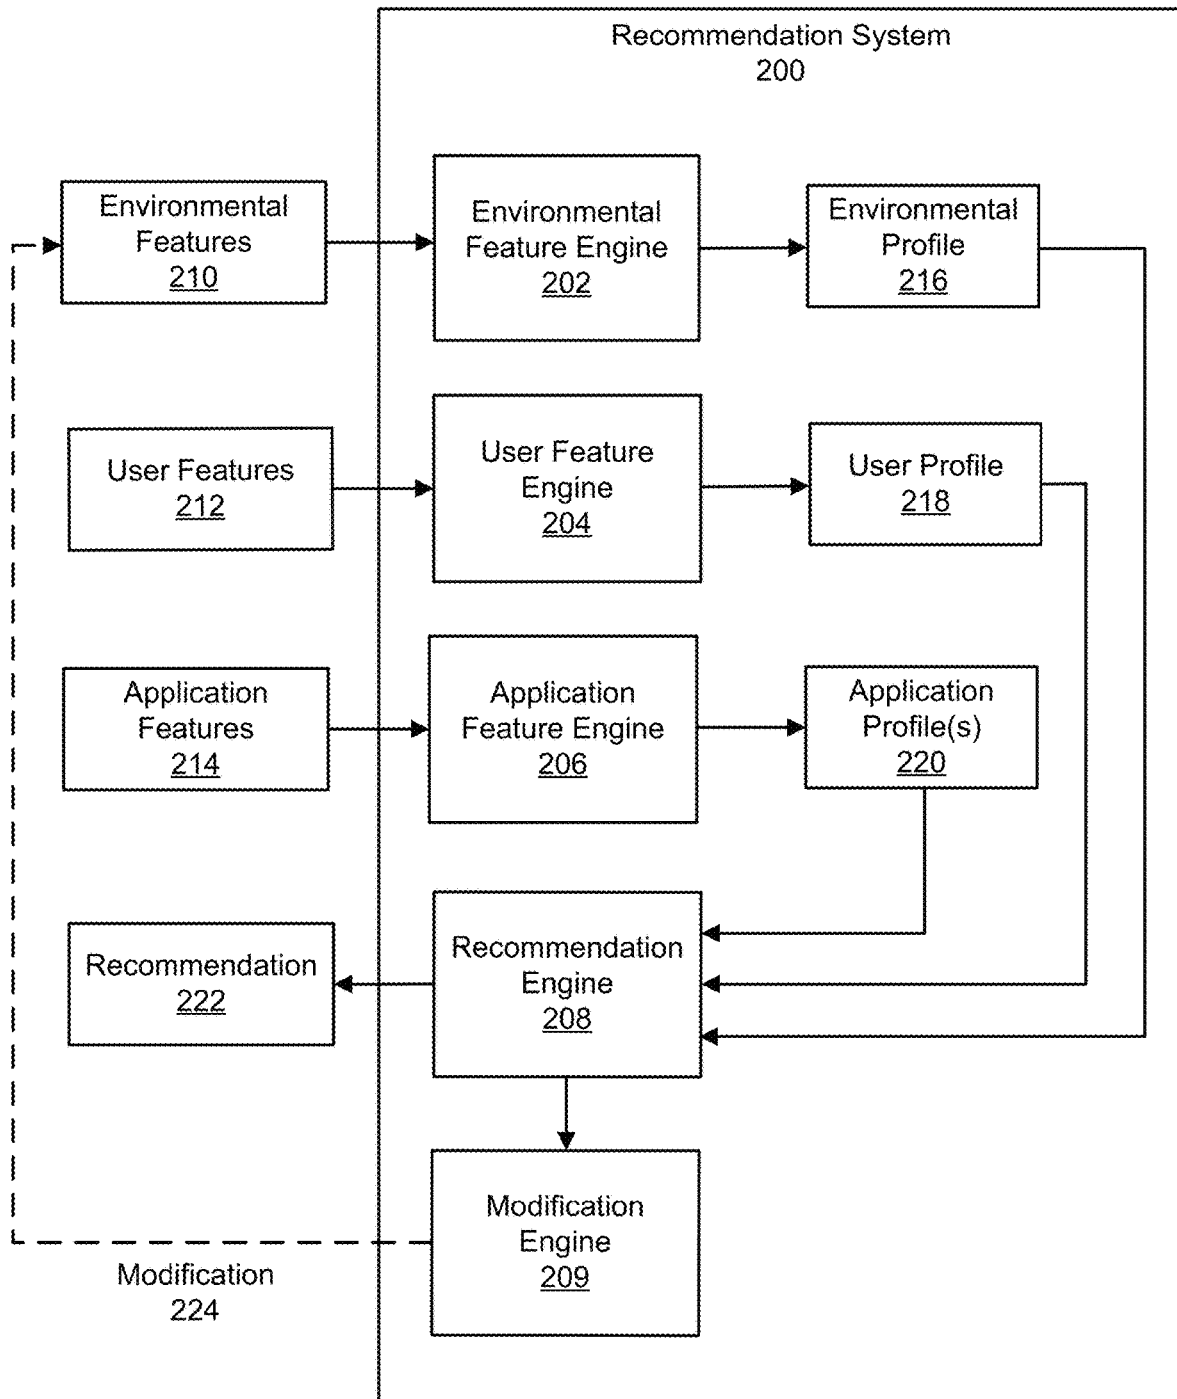 Recommendation System
200
Environmental
Features
210
Environmental
Feature Engine
202
Environmental
Profile
216
User Features
212
User Feature
Engine
204
User Profile
218
Application
Features
214
Application
Feature Engine
206
Application
Profile(s)
220
Recommendation
222
Recommendation
Engine
208
Modification
Engine
209
Modification
224